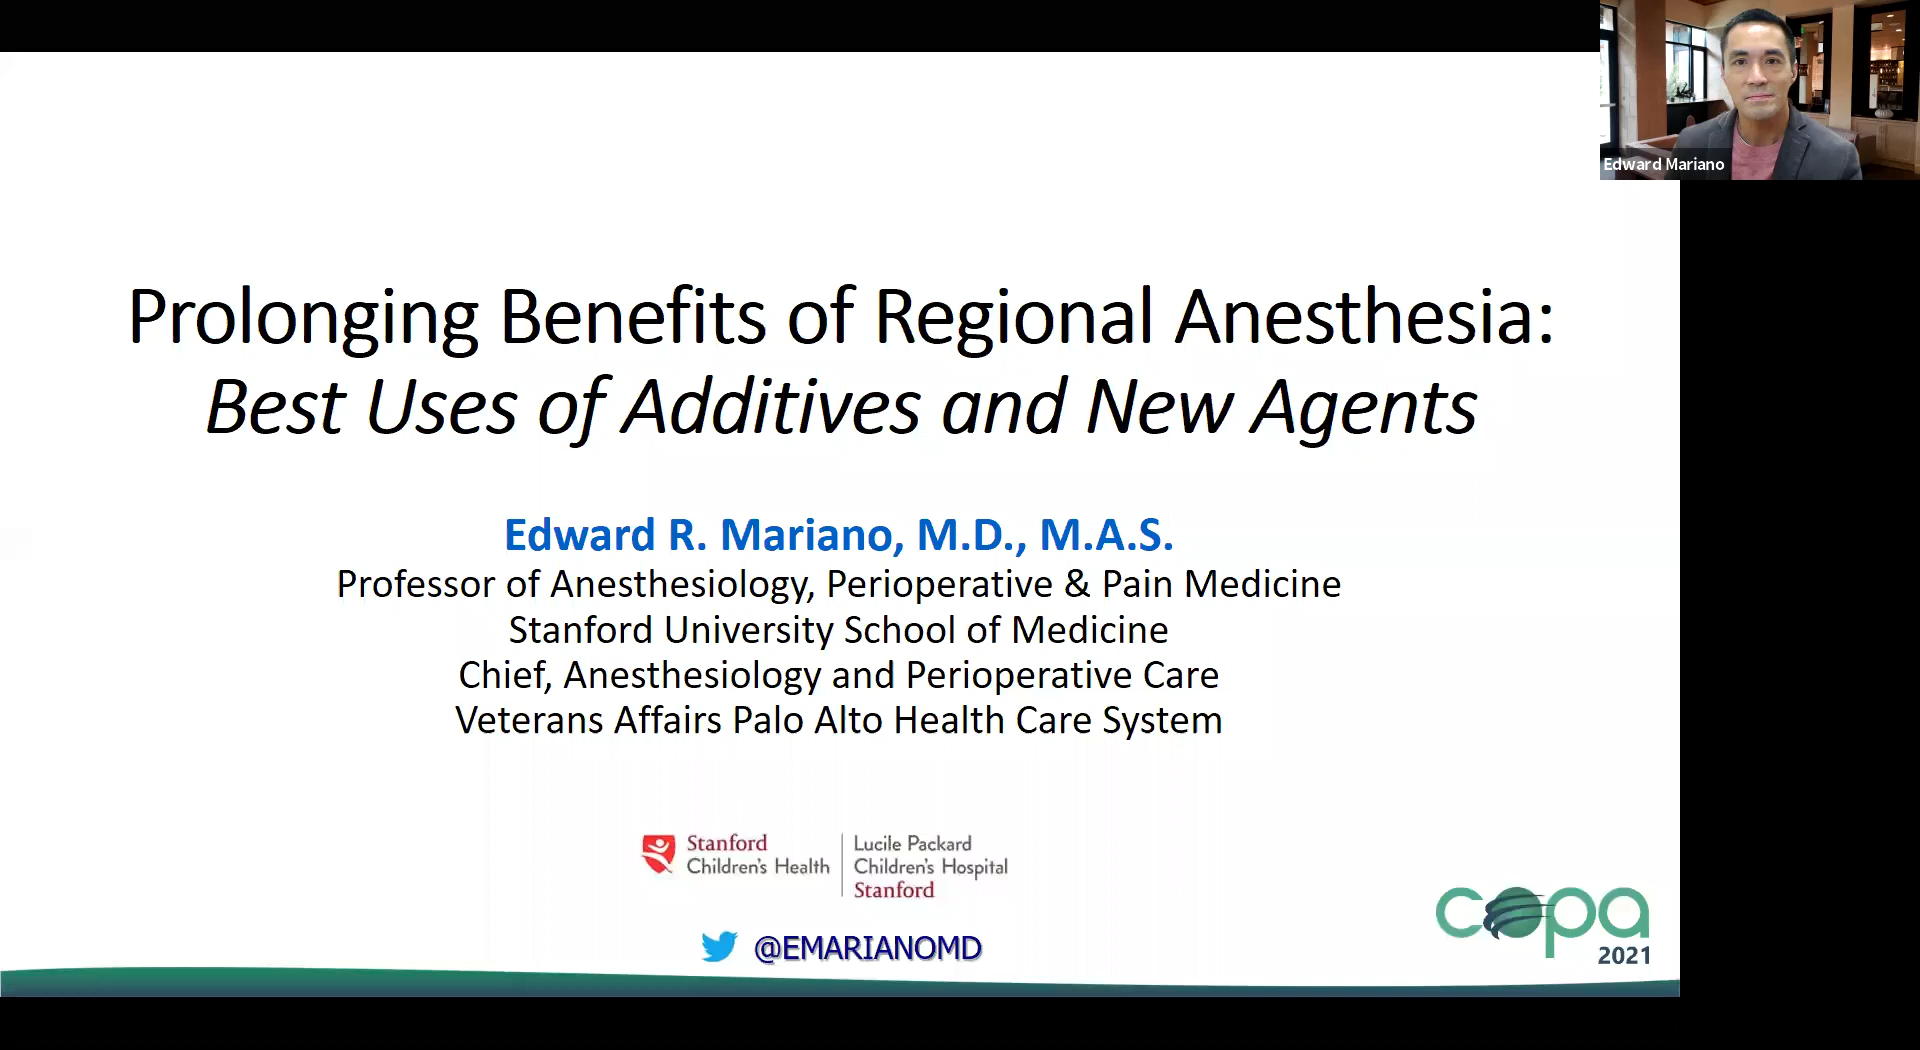 Edward Mariano
Prolonging Benefits of Regional Anesthesia:
Best Uses of Additives and New Agents
Edward R. Mariano, M.D., M.A.S.
Professor of Anesthesiology, Perioperative & Pain Medicine
Stanford University School of Medicine
Chief, Anesthesiology and Perioperative Care
Veterans Affairs Palo Alto Health Care System
Stanford
Children's Health
Lucile Packard
Children's Hospital
Stanford
@EMARIANOMD
copa
2021